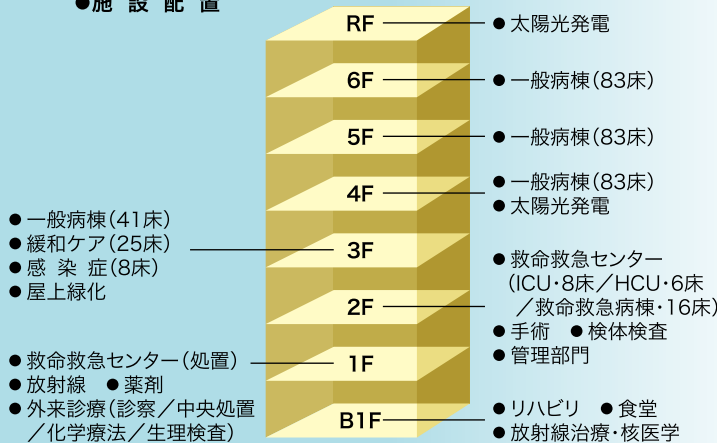 ●施 設 配 置
RF
●太陽光発電
6F
●一般病棟（83床）
5F
●一般病棟（83床）
4F
●一般病棟（83床）
●太陽光発電
●一般病棟（41床）
●緩和ケア（25床）
●感 染 症（8床）
●屋上緑化
3F
2F
●救命救急センター
（ICU・8床／HCU・6床
／救命救急病棟・16床）
●手術 ●検体検査
●管理部門
●救命救急センター（処置）
●放射線 ●薬剤
●外来診療（診察／中央処置
／化学療法／生理検査）
1F
B1F
●リハビリ ●食堂
●放射線治療・核医学